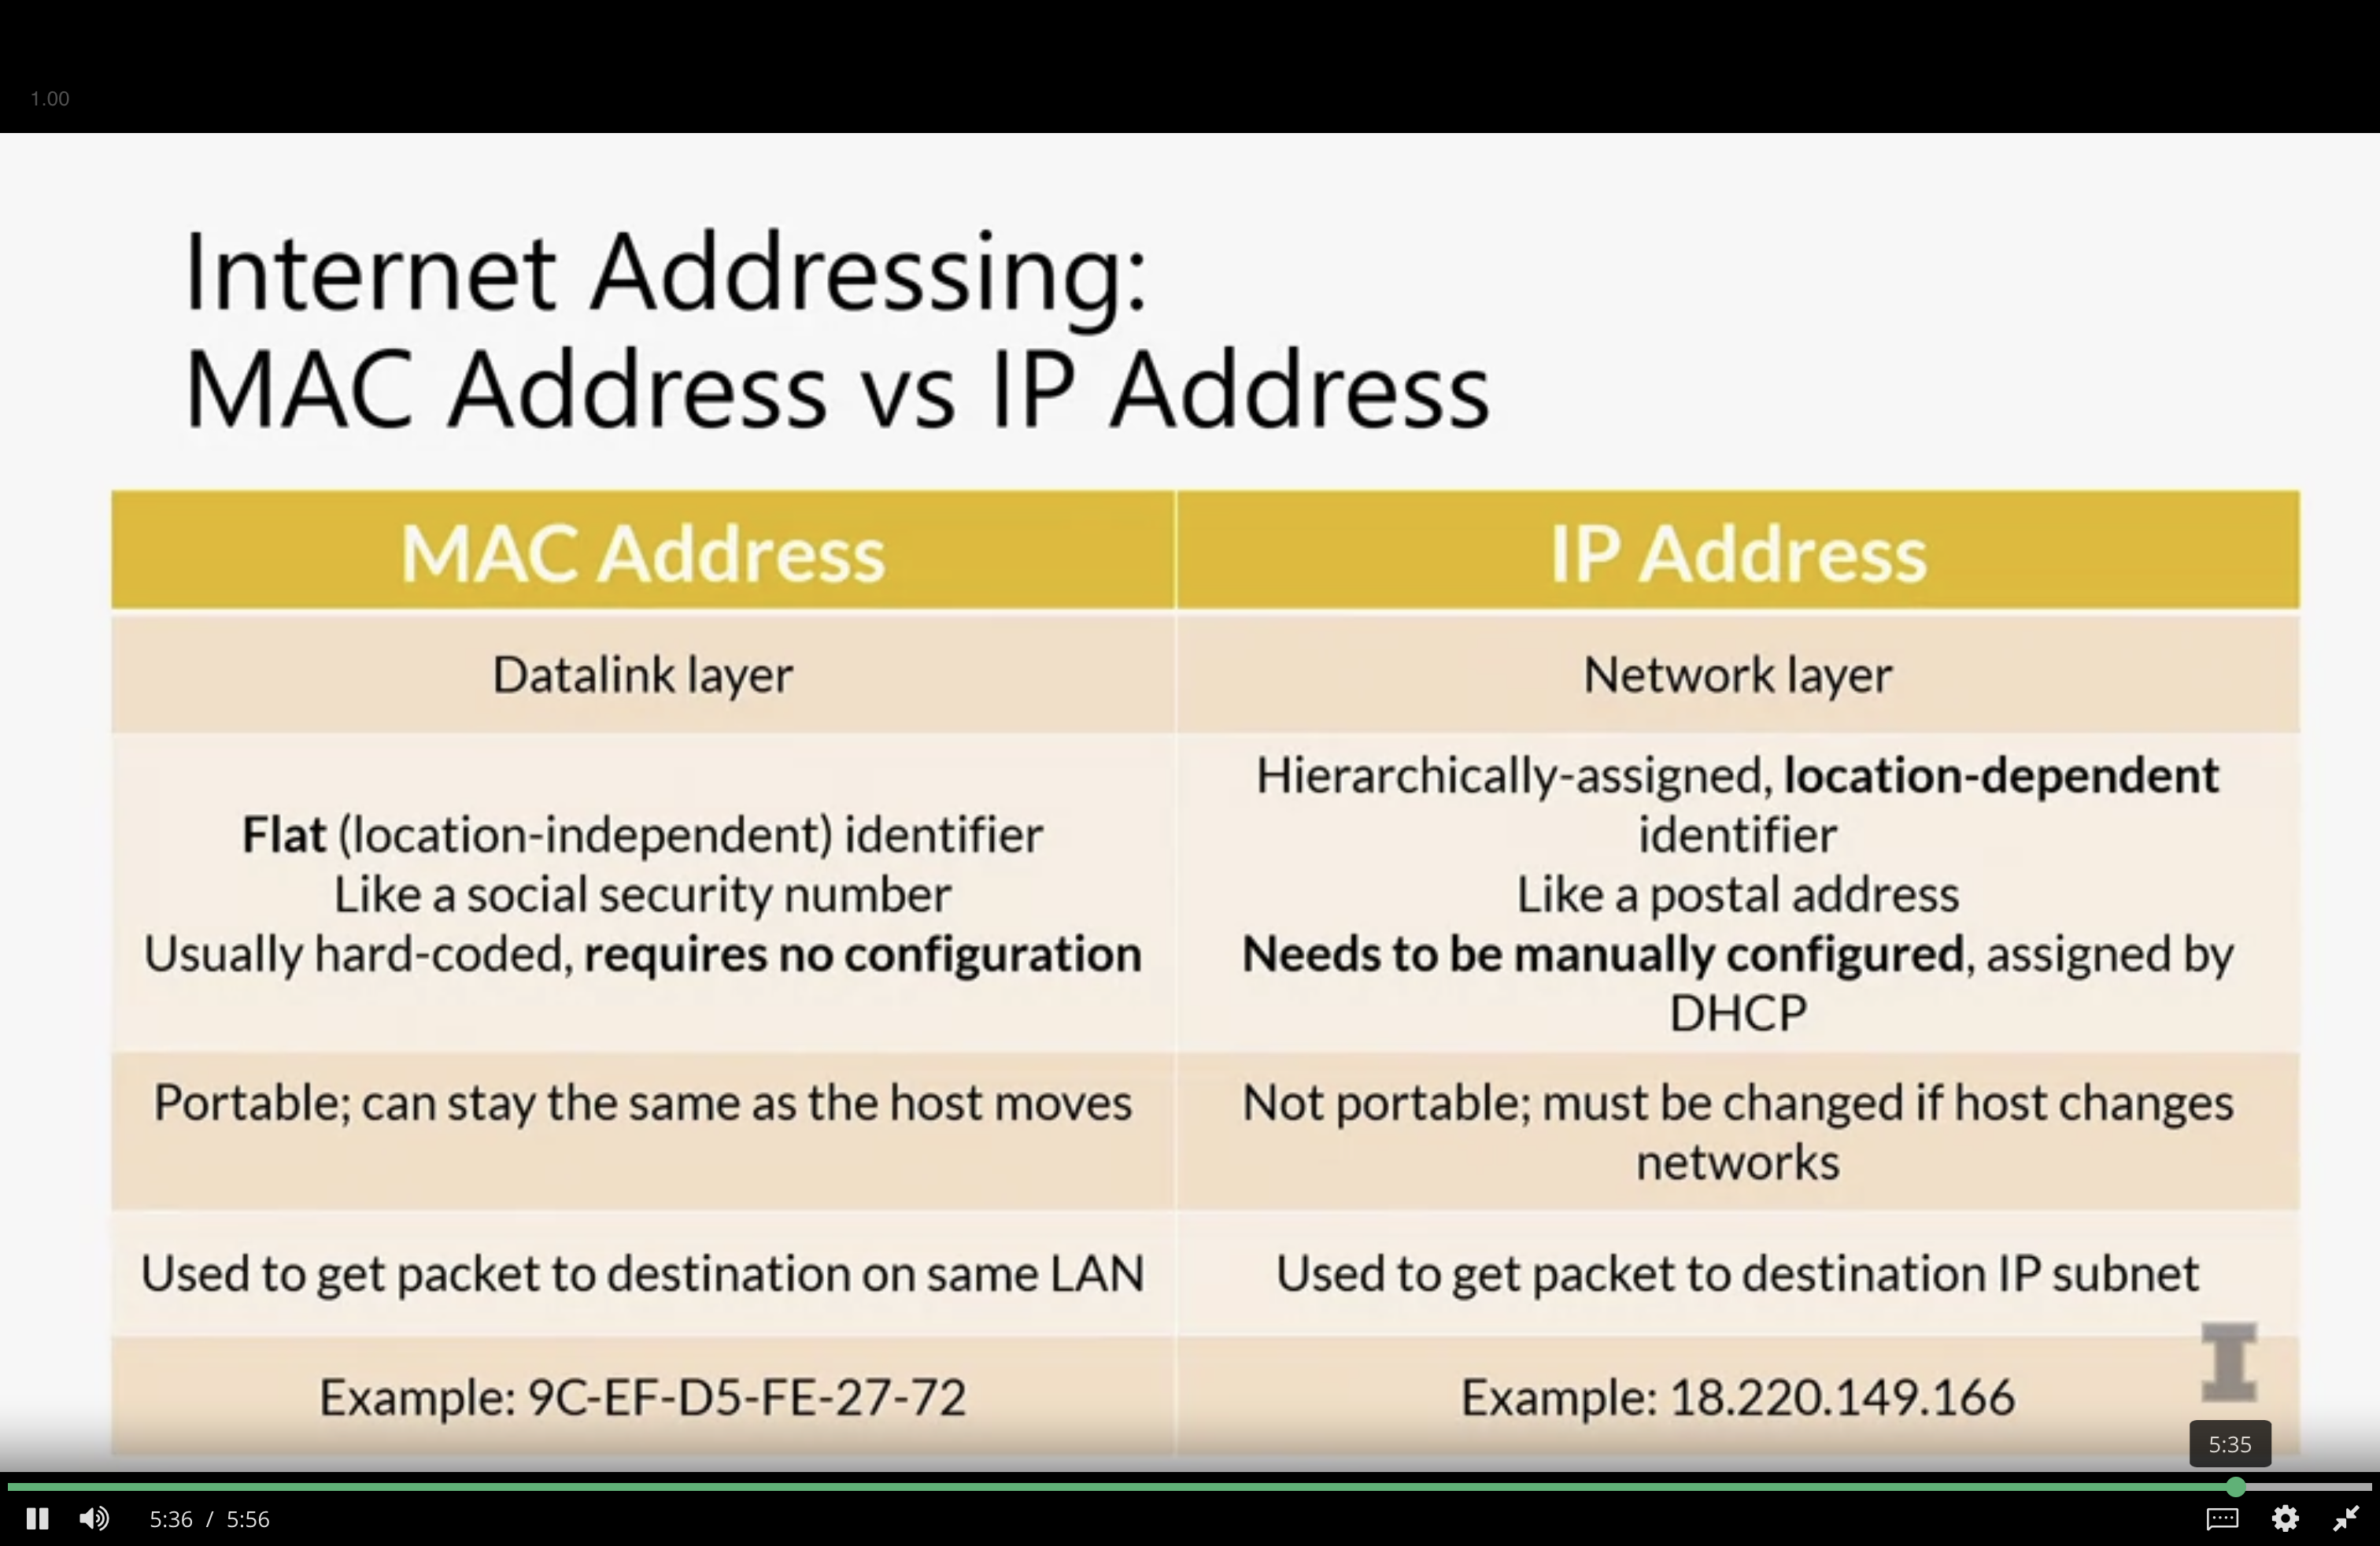 1.00
Internet Addressing:
MAC Address vs IP Address
MAC Address
IP Address
Datalink layer
Network layer
Flat (location-independent) identifier
Like a social security number
Usually hard-coded, requires no configuration
Hierarchically-assigned, location-dependent
identifier
Like a postal address
Needs to be manually configured, assigned by
DHCP
Portable; can stay the same as the host moves
Not portable; must be changed if host changes
networks
Used to get packet to destination on same LAN
Used to get packet to destination IP subnet
Example: 9C-EF-D5-FE-27-72
Example: 18.220.149.166
5:35
5:36 / 5:56